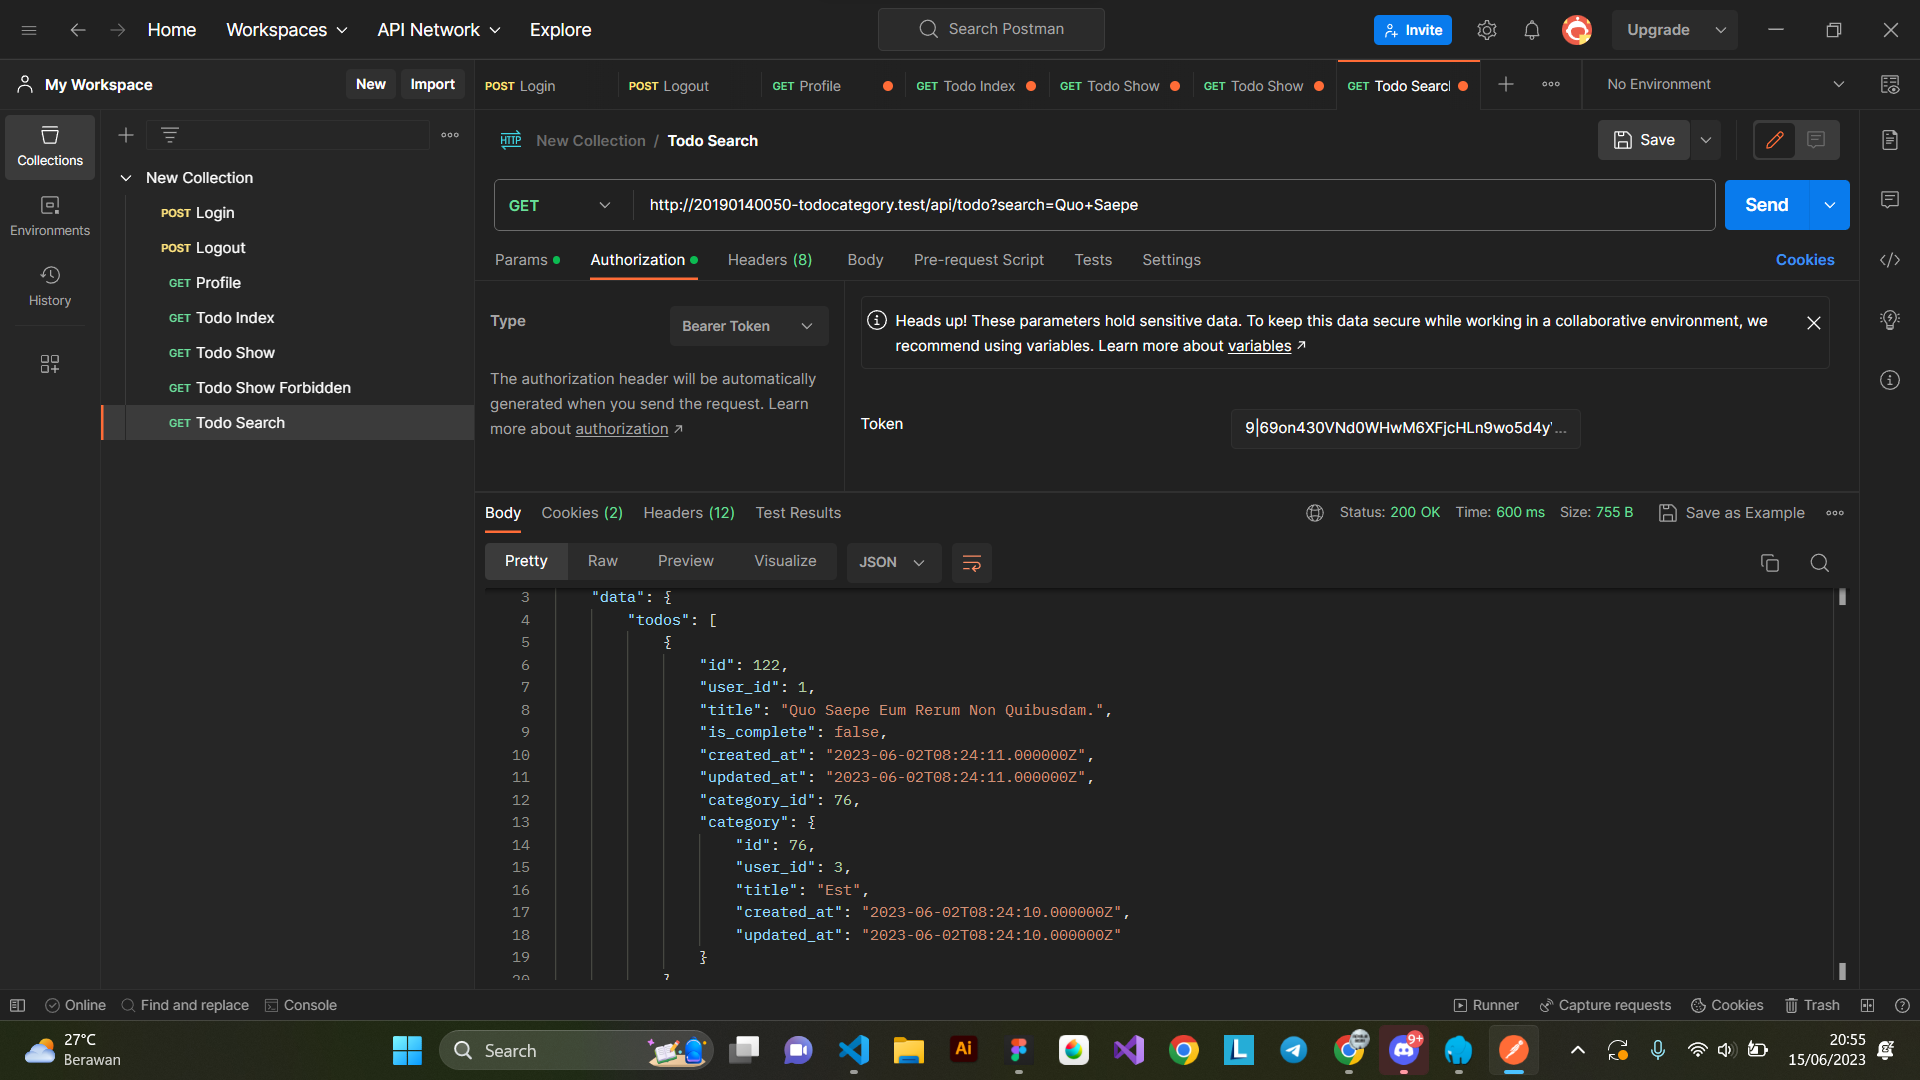 Home Workspaces API Network Explore Search Postman Invite Upgrade
My Workspace New Import POST Login POST Logout GET Profile GET Todo Index GET Todo Show GET Todo Show GET Todo Searc No Environment
Collections
Environments
History
New Collection
POST Login
POST Logout
GET Profile
GET Todo Index
GET Todo Show
GET Todo Show Forbidden
GET Todo Search
HTTP New Collection / Todo Search Save
GET http://20190140050-todocategory.test/api/todo?search=Quo+Saepe Send
Params Authorization Headers (8) Body Pre-request Script Tests Settings Cookies
Type Bearer Token
The authorization header will be automatically
generated when you send the request. Learn
more about authorization ↗
Heads up! These parameters hold sensitive data. To keep this data secure while working in a collaborative environment, we
recommend using variables. Learn more about variables ↗
Token 9|69on430VNd0WHwM6XFjcHLn9wo5d4y'...
Body Cookies (2) Headers (12) Test Results Status: 200 OK Time: 600 ms Size: 755 B Save as Example
Pretty Raw Preview Visualize JSON
3 "data": {
4 "todos": [
5 {
6 "id": 122,
7 "user_id": 1,
8 "title": "Quo Saepe Eum Rerum Non Quibusdam.",
9 "is_complete": false,
10 "created_at": "2023-06-02T08:24:11.000000Z",
11 "updated_at": "2023-06-02T08:24:11.000000Z",
12 "category_id": 76,
13 "category": {
14 "id": 76,
15 "user_id": 3,
16 "title": "Est",
17 "created_at": "2023-06-02T08:24:10.000000Z",
18 "updated_at": "2023-06-02T08:24:10.000000Z"
19 }
20 }
Online Find and replace Console Runner Capture requests Cookies Trash
27°C
Berawan
Search
Ai
L
9+
20:55
15/06/2023